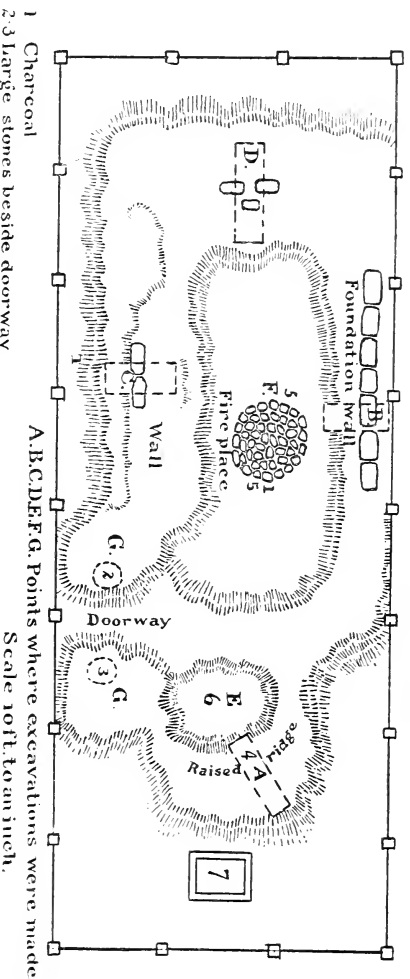 D.
Foundation Wall
B
5
F.
1
5
Fire place
1
C.
Wall
G.
2
Doorway
3
G
E
6
4 A
Raised ridge
7
1 Charcoal
2-3 Large stones beside doorway
A.B.C.D.E.F.G. Points where excavations were made
Scale 10 ft. to an inch.